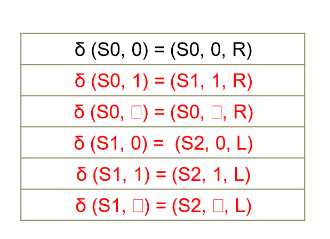 δ (S0, 0) = (S0, 0, R)
δ (S0, 1) = (S1, 1, R)
δ (S0, □) = (S0, □, R)
δ (S1, 0) = (S2, 0, L)
δ (S1, 1) = (S2, 1, L)
δ (S1, □) = (S2, □, L)